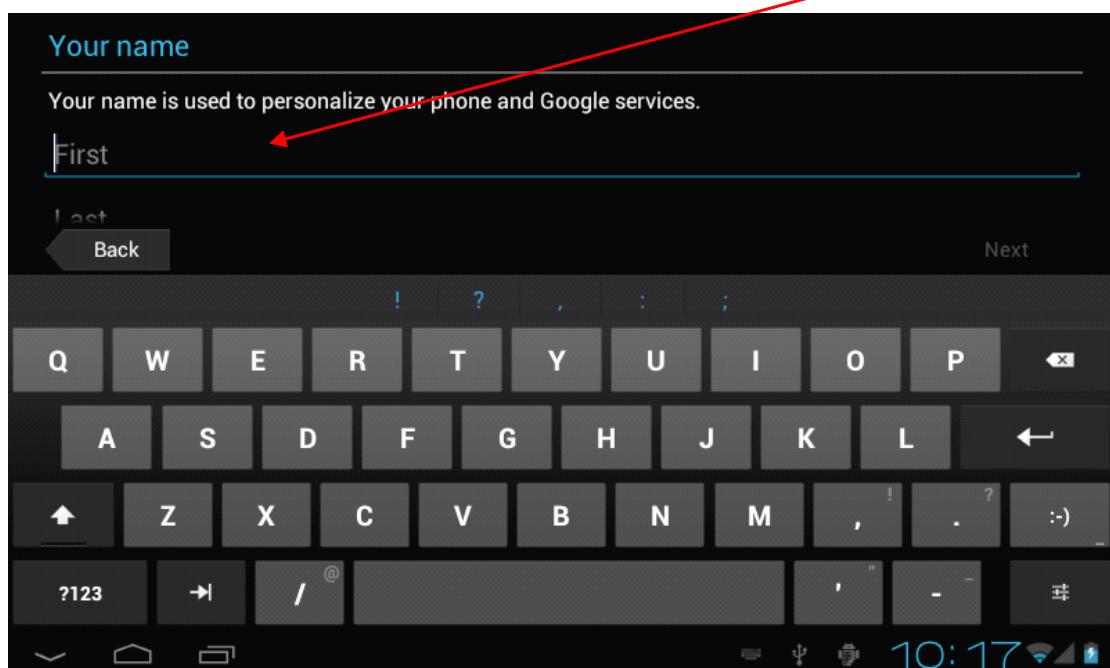 Your name
Your name is used to personalize your phone and Google services.
First
Last
Back Next
! ? , : ;
Q W E R T Y U I O P
A S D F G H J K L
Z X C V B N M , ! . ? :-) ...
?123 / @ ' " - _
10:17